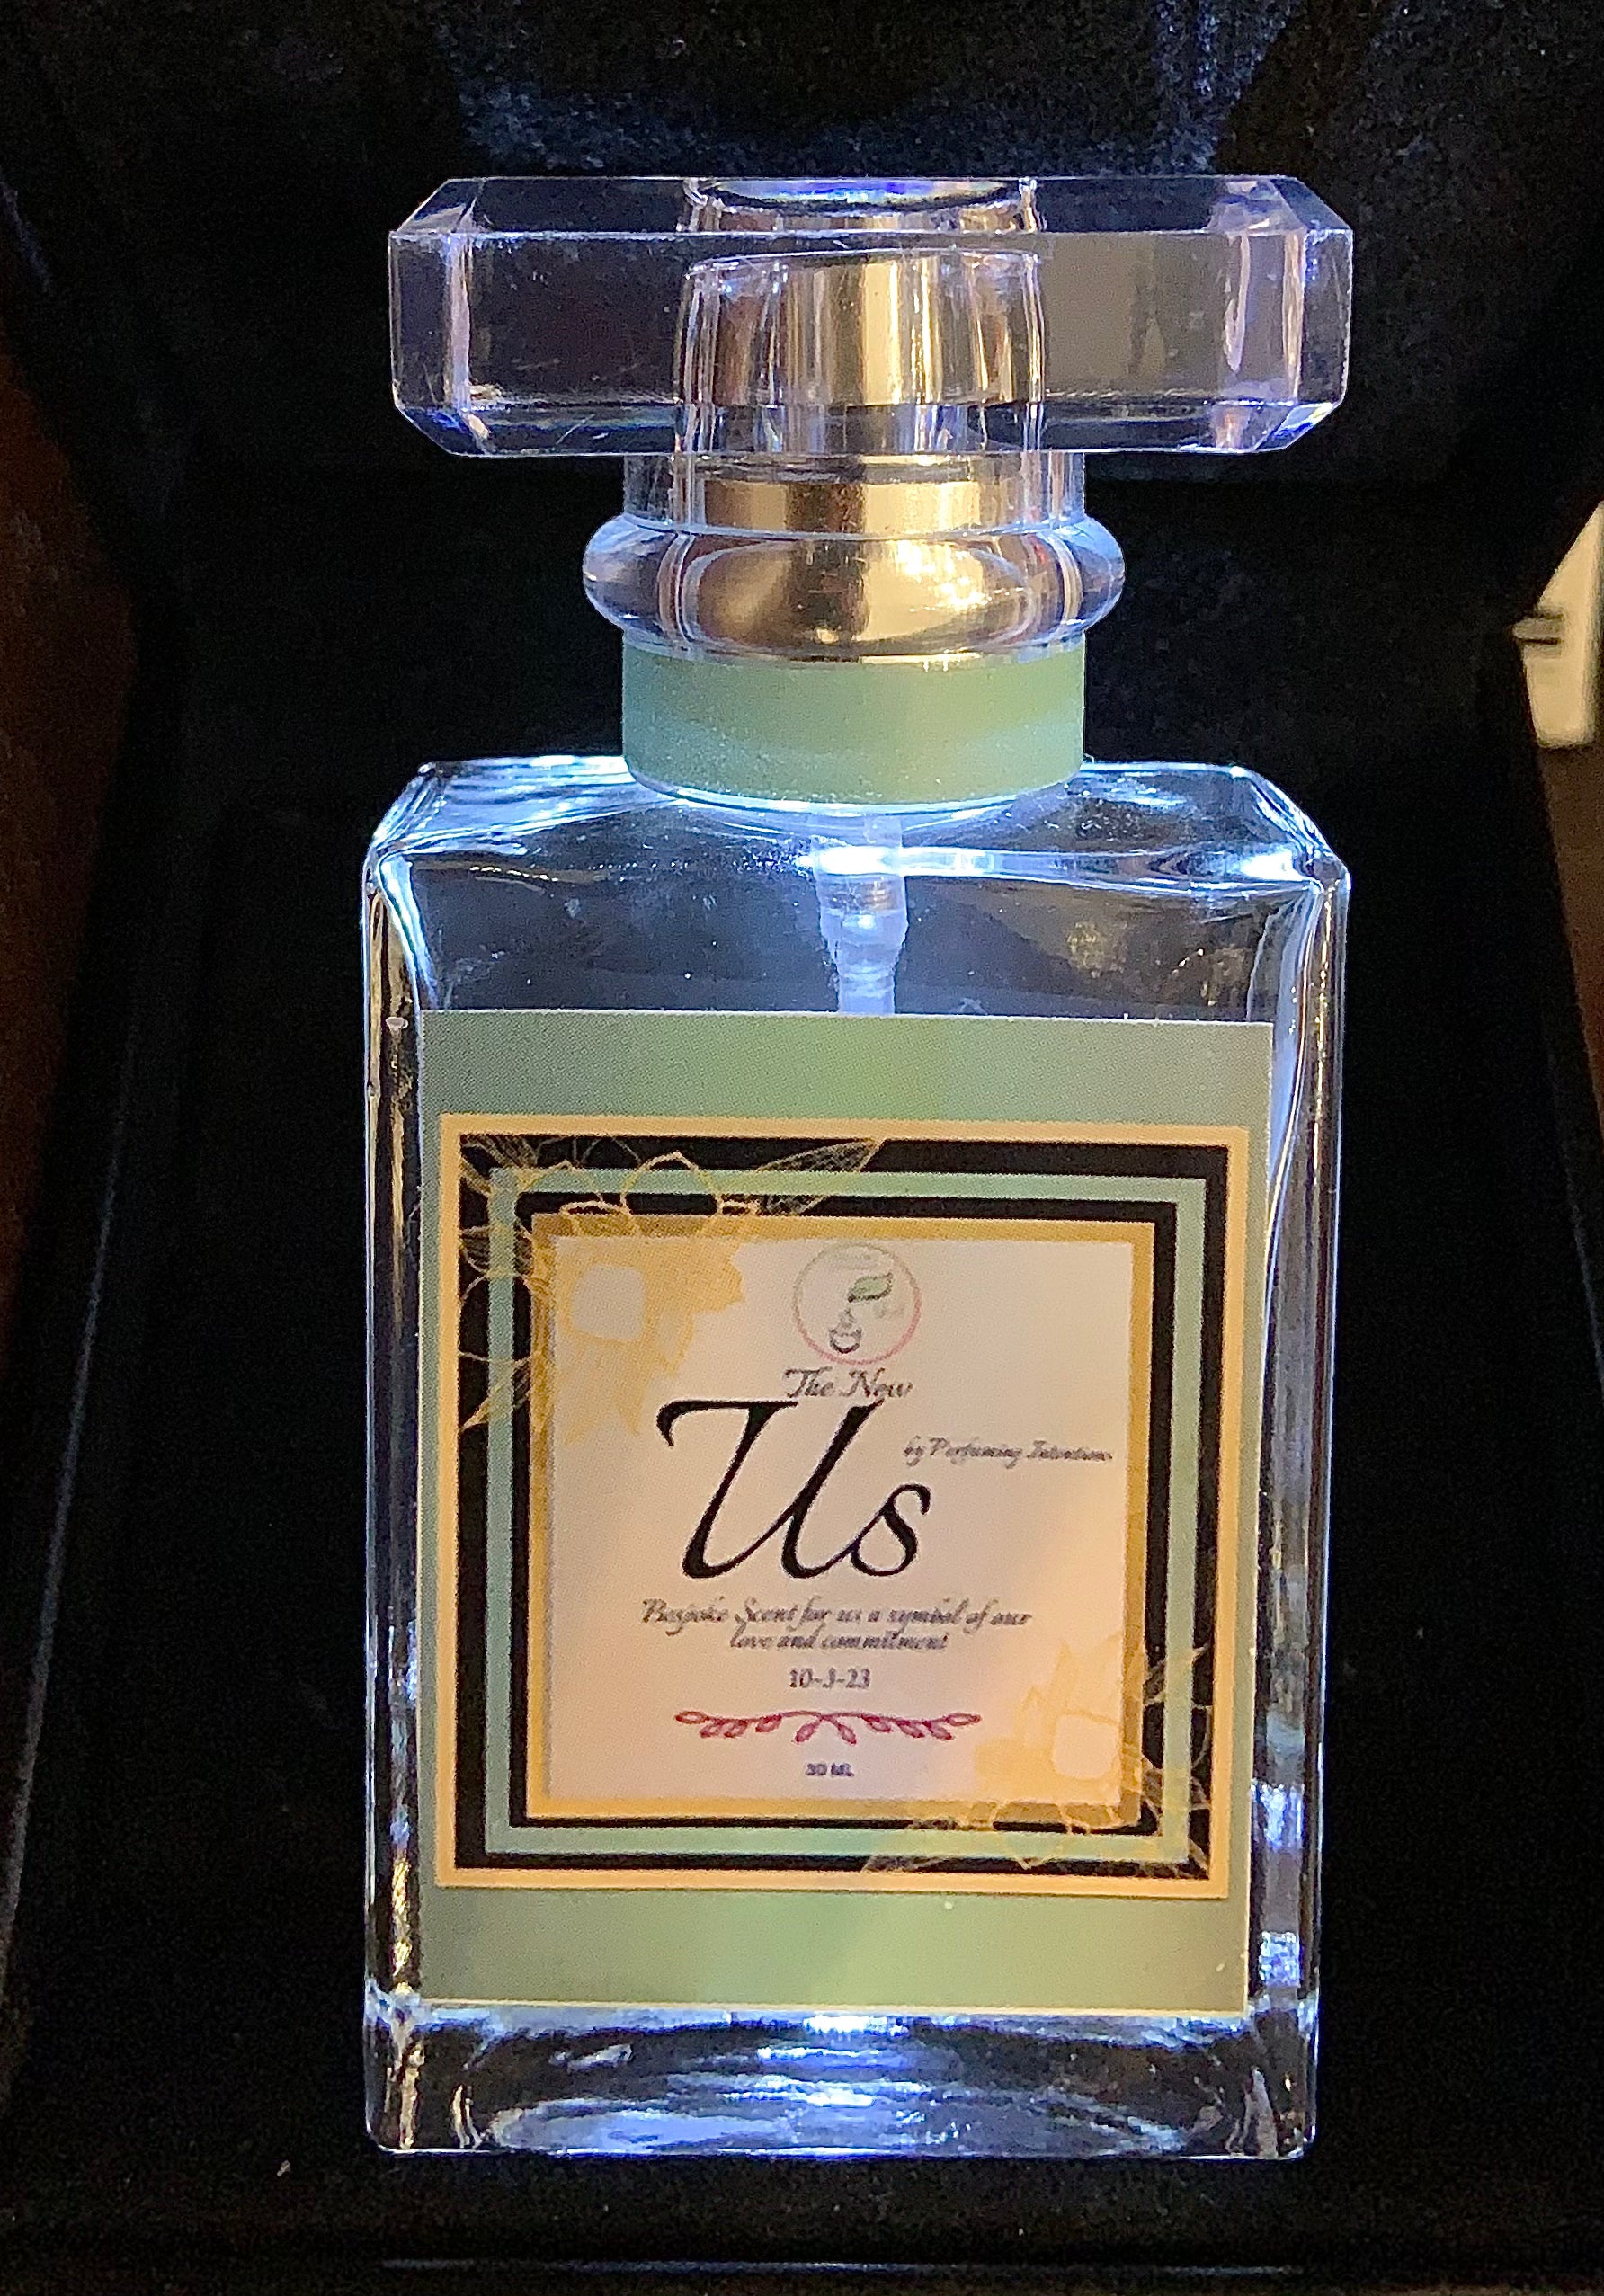 The New
Us
by Perfuming Intentions
Bespoke Scent for us a symbol of our
love and commitment
10-3-23
30 ML